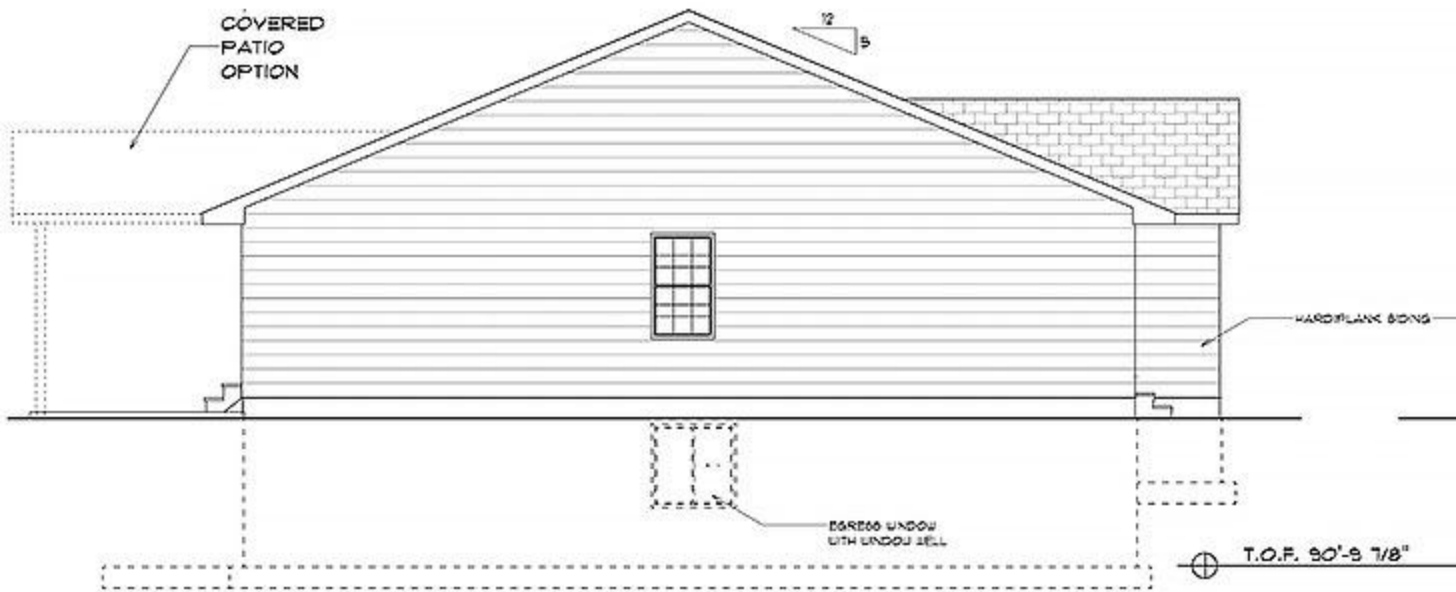 COVERED
PATIO
OPTION
12
5
HARDIPLANK SIDING
EGRESS WINDOW
WITH WINDOW WELL
T.O.F. 90'-9 7/8"